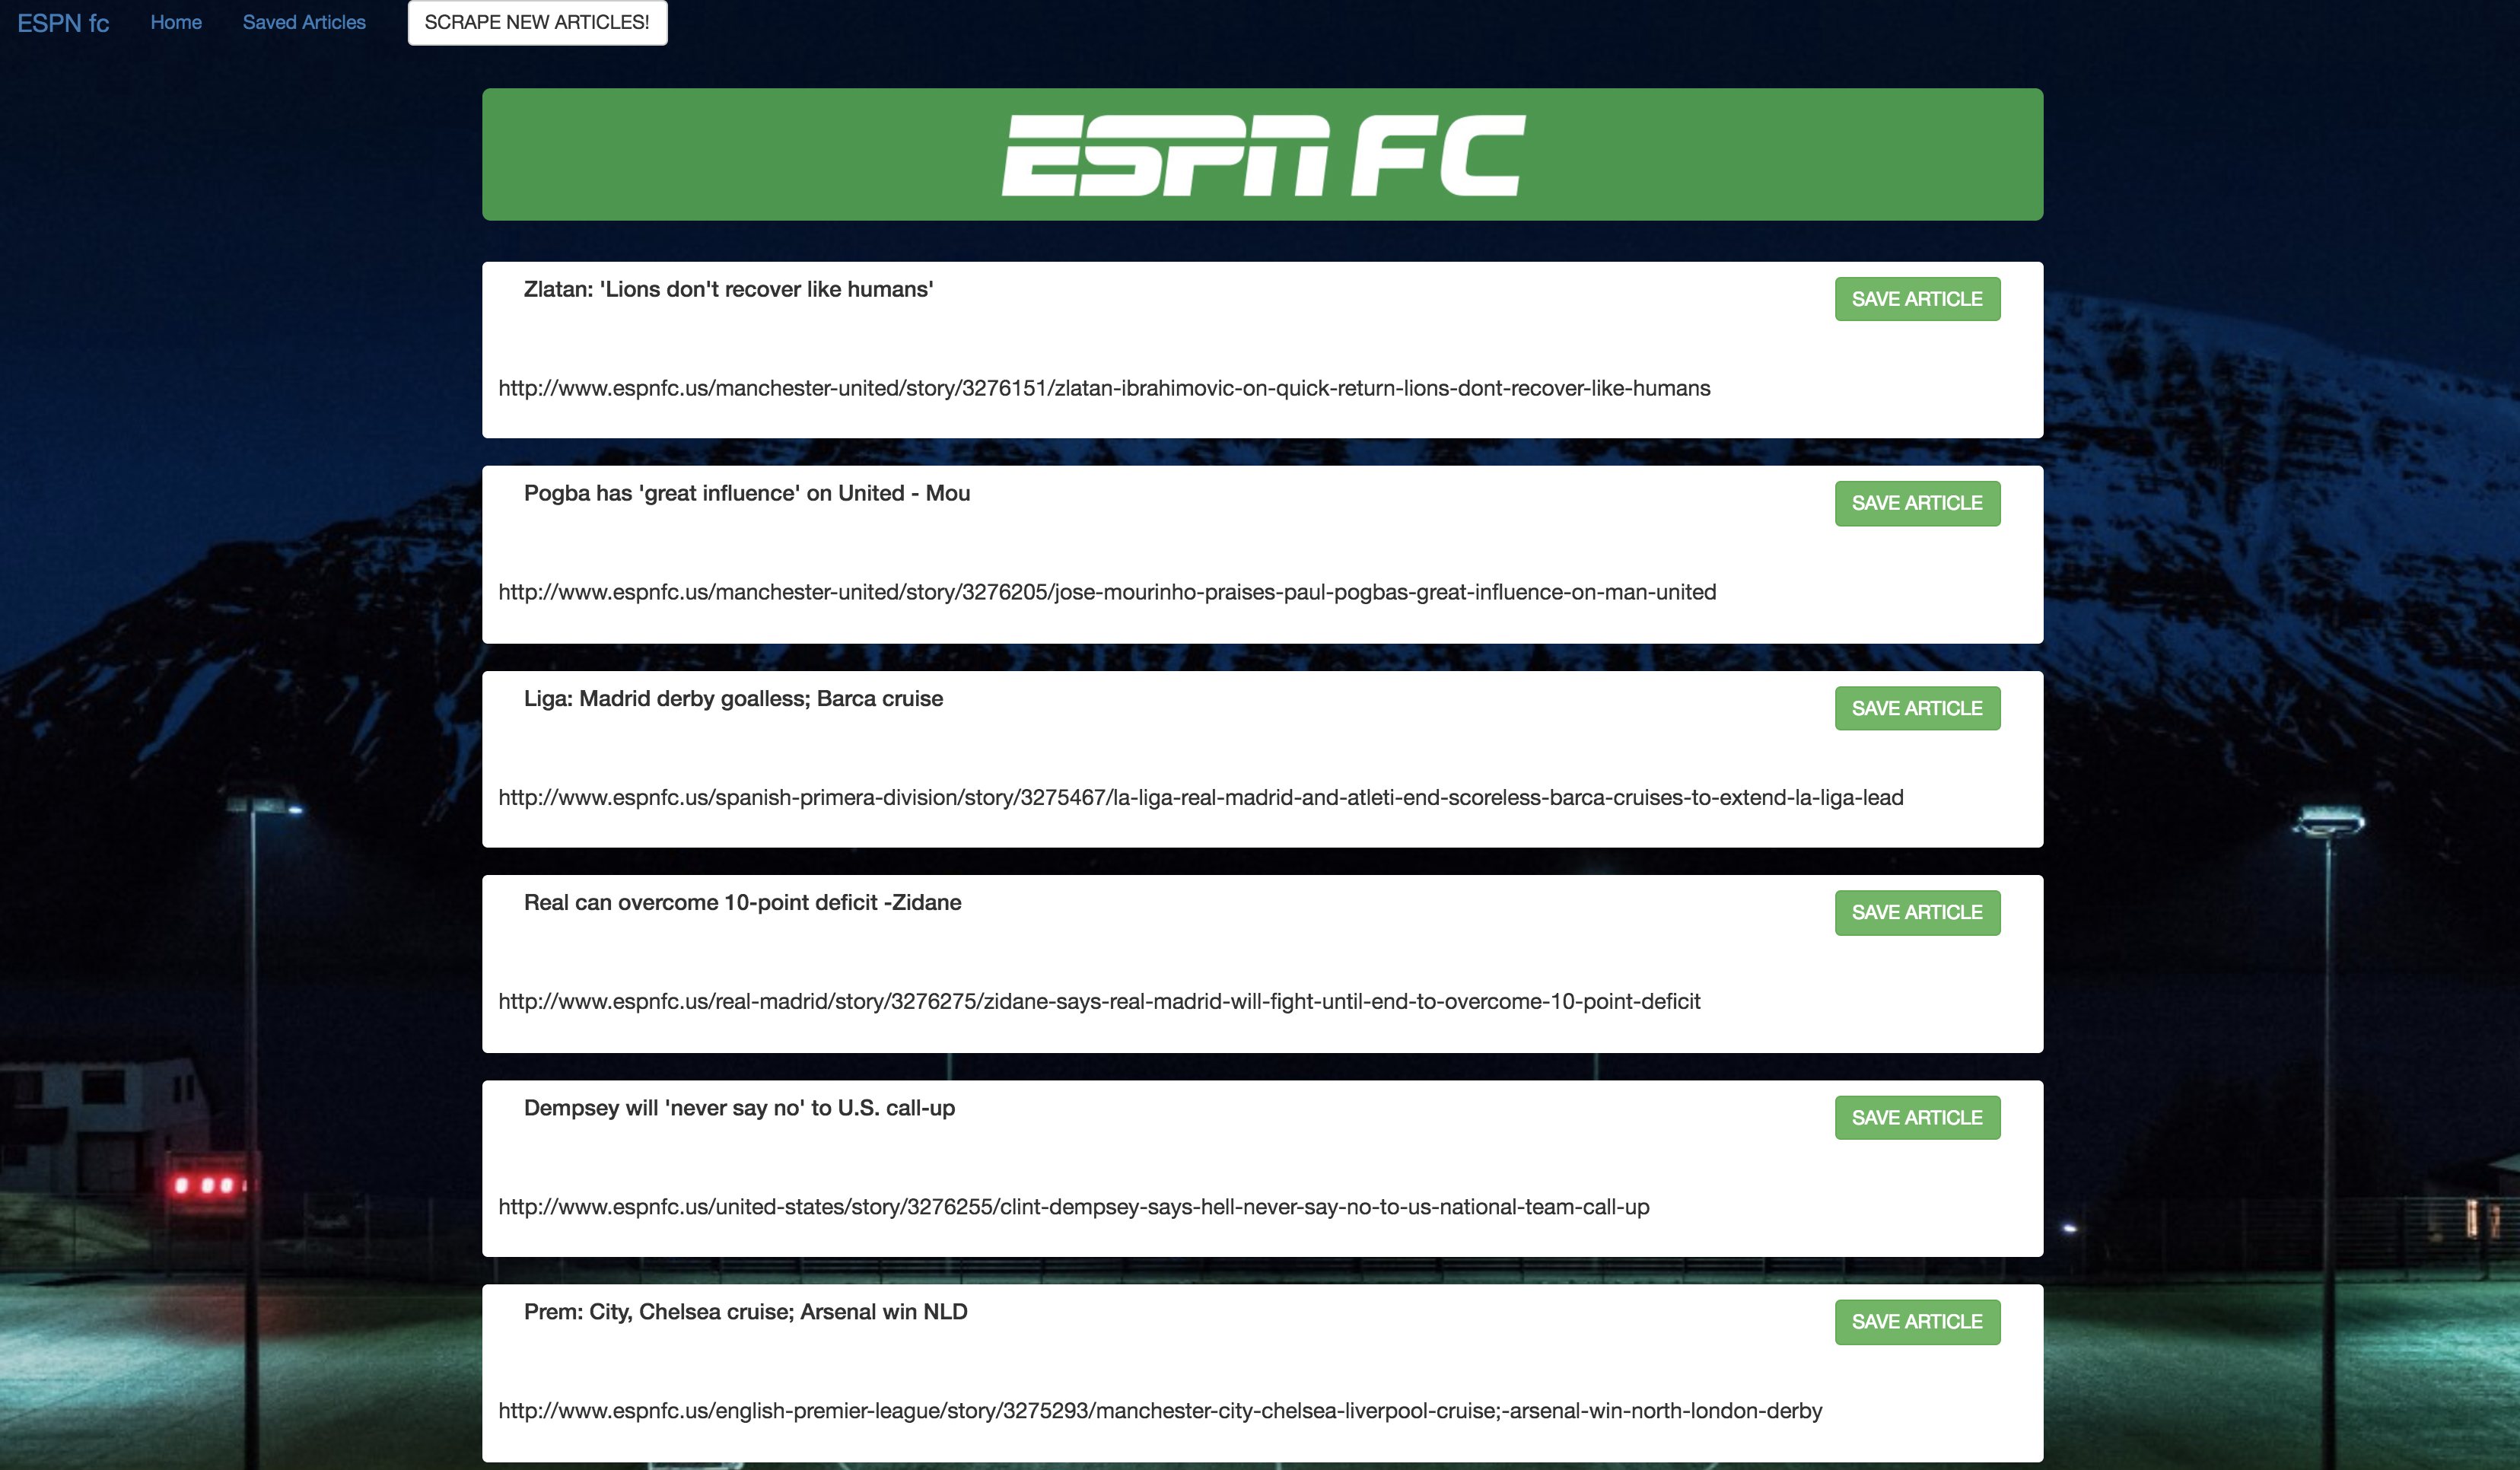 ESPN fc Home Saved Articles SCRAPE NEW ARTICLES!
ESPN FC
Zlatan: 'Lions don't recover like humans' SAVE ARTICLE
http://www.espnfc.us/manchester-united/story/3276151/zlatan-ibrahimovic-on-quick-return-lions-dont-recover-like-humans
Pogba has 'great influence' on United - Mou SAVE ARTICLE
http://www.espnfc.us/manchester-united/story/3276205/jose-mourinho-praises-paul-pogbas-great-influence-on-man-united
Liga: Madrid derby goalless; Barca cruise SAVE ARTICLE
http://www.espnfc.us/spanish-primera-division/story/3275467/la-liga-real-madrid-and-atleti-end-scoreless-barca-cruises-to-extend-la-liga-lead
Real can overcome 10-point deficit -Zidane SAVE ARTICLE
http://www.espnfc.us/real-madrid/story/3276275/zidane-says-real-madrid-will-fight-until-end-to-overcome-10-point-deficit
Dempsey will 'never say no' to U.S. call-up SAVE ARTICLE
http://www.espnfc.us/united-states/story/3276255/clint-dempsey-says-hell-never-say-no-to-us-national-team-call-up
Prem: City, Chelsea cruise; Arsenal win NLD SAVE ARTICLE
http://www.espnfc.us/english-premier-league/story/3275293/manchester-city-chelsea-liverpool-cruise;-arsenal-win-north-london-derby